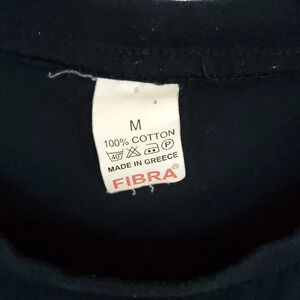 M
100% COTTON
40° P
MADE IN GREECE
FIBRA®